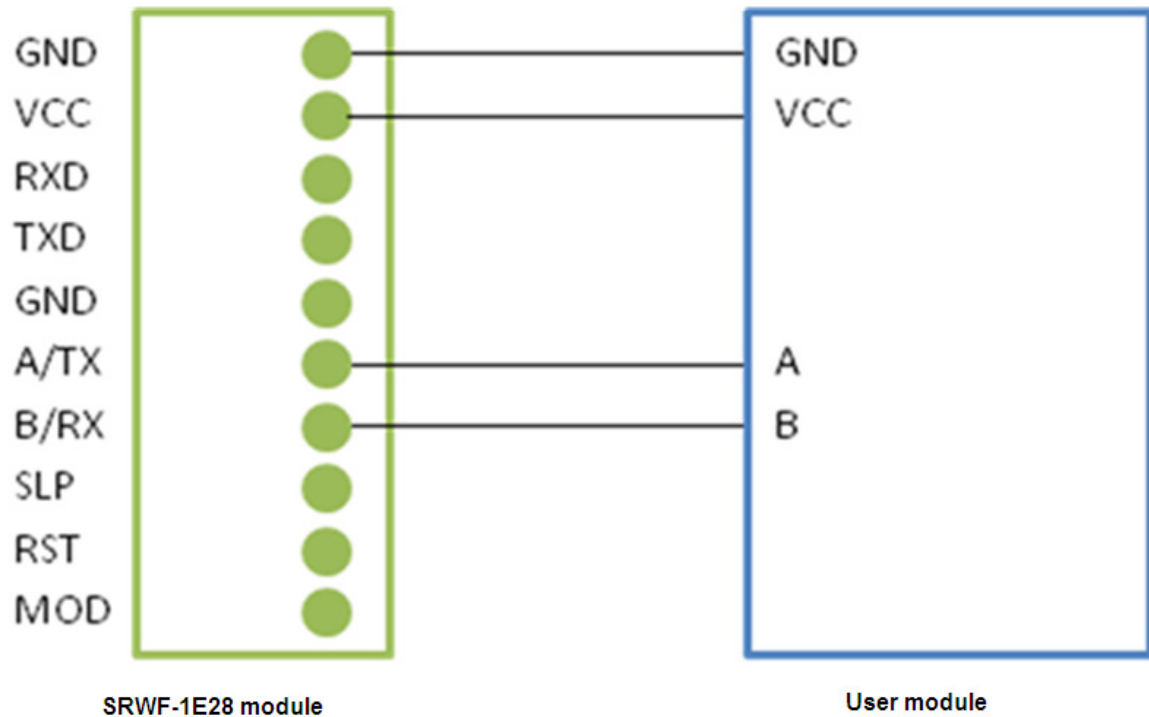 GND
VCC
RXD
TXD
GND
A/TX
B/RX
SLP
RST
MOD
GND
VCC
A
B
SRWF-1E28 module
User module